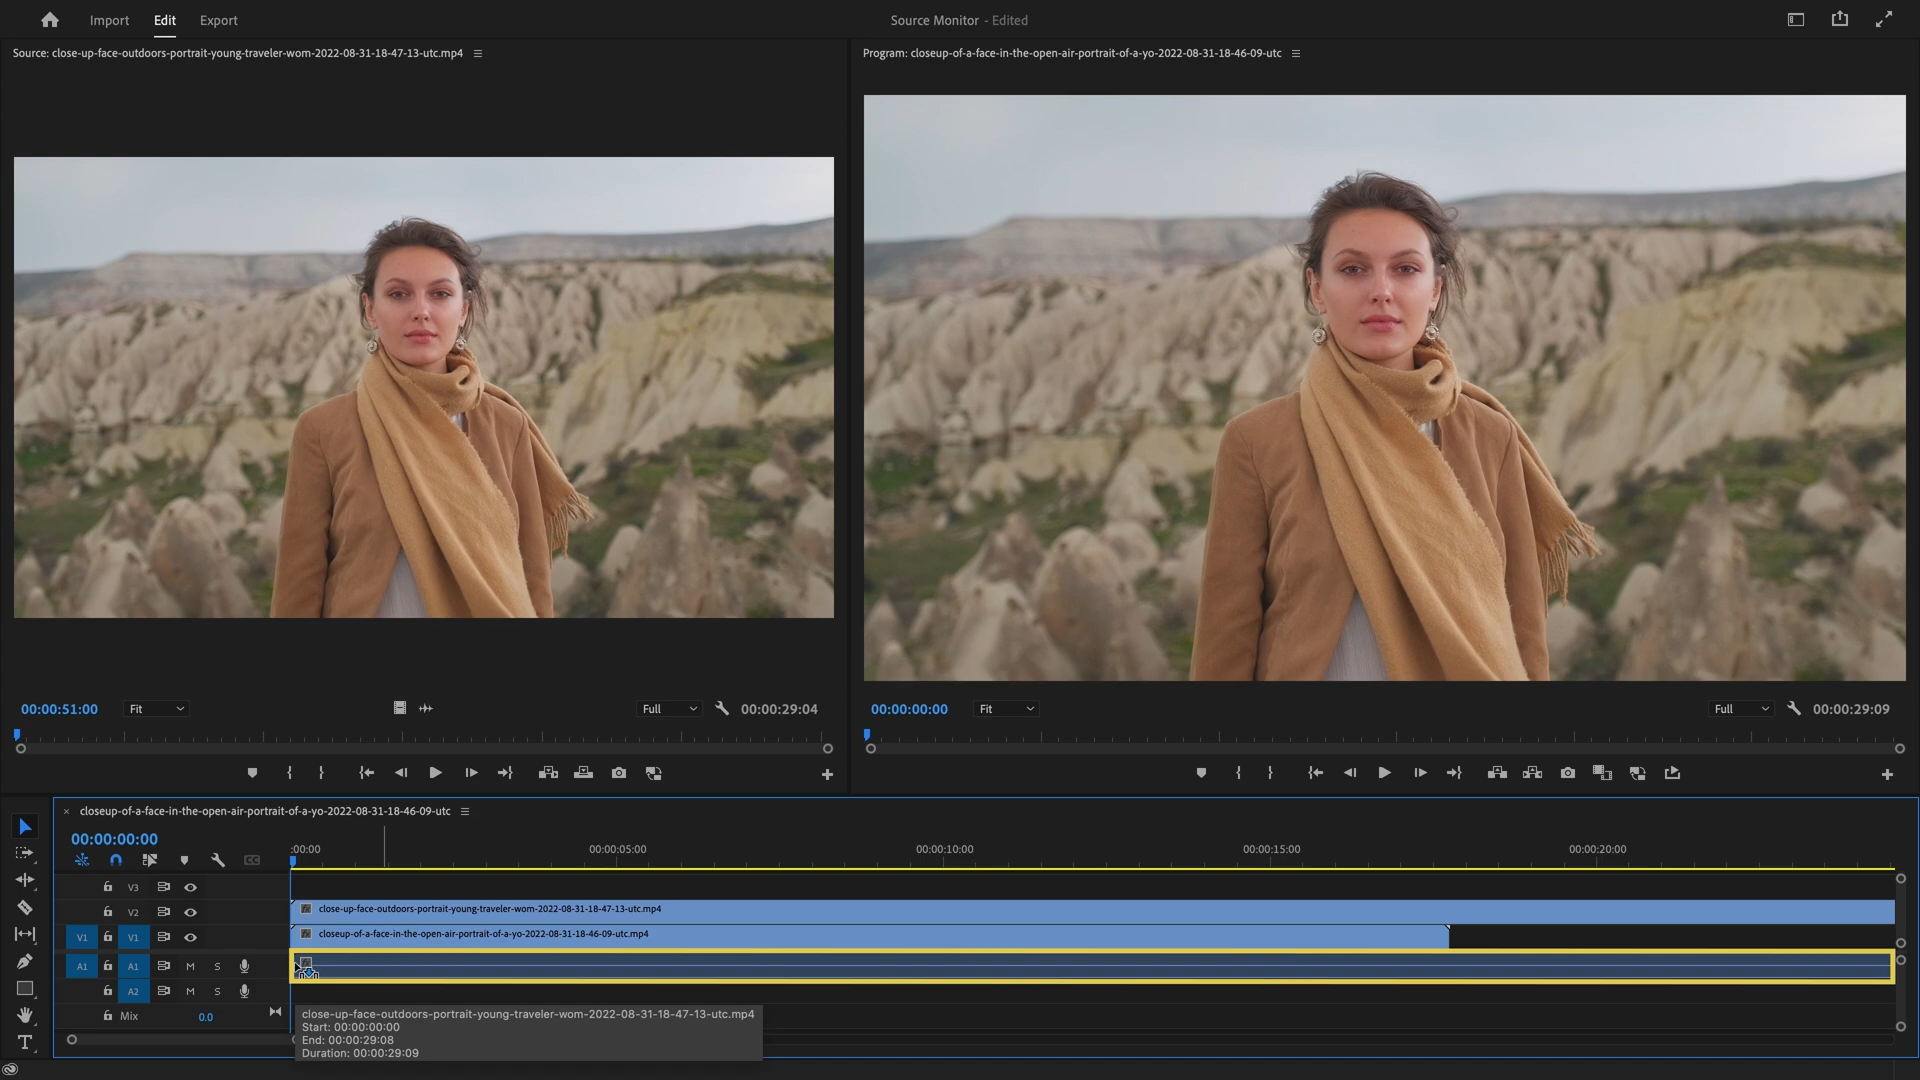 Import Edit Export Source Monitor - Edited
Source: close-up-face-outdoors-portrait-young-traveler-wom-2022-08-31-18-47-13-utc.mp4
Program: closeup-of-a-face-in-the-open-air-portrait-of-a-yo-2022-08-31-18-46-09-utc
00:00:51:00 Fit Full 00:00:29:04
00:00:00:00 Fit Full 00:00:29:09
closeup-of-a-face-in-the-open-air-portrait-of-a-yo-2022-08-31-18-46-09-utc
00:00:00:00
:00:00 00:00:05:00 00:00:10:00 00:00:15:00 00:00:20:00
CC
V3
V2 close-up-face-outdoors-portrait-young-traveler-wom-2022-08-31-18-47-13-utc.mp4
V1 V1 closeup-of-a-face-in-the-open-air-portrait-of-a-yo-2022-08-31-18-46-09-utc.mp4
A1 A1 M S
A2 M S
Mix 0.0
close-up-face-outdoors-portrait-young-traveler-wom-2022-08-31-18-47-13-utc.mp4
Start: 00:00:00:00
End: 00:00:29:08
Duration: 00:00:29:09